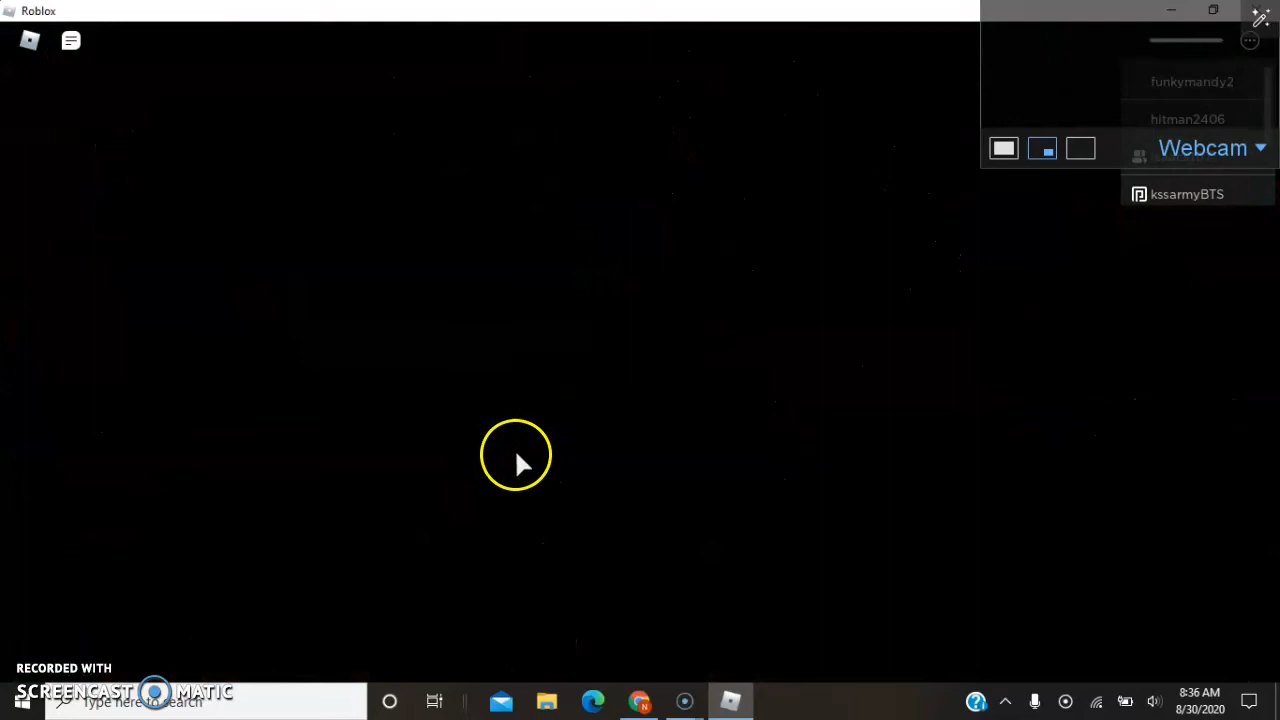 Roblox
funkymandy2
hitman2406
Webcam
kssarmyBTS
RECORDED WITH
SCREENCAST MATIC
Type here to search
N
8:36 AM
8/30/2020